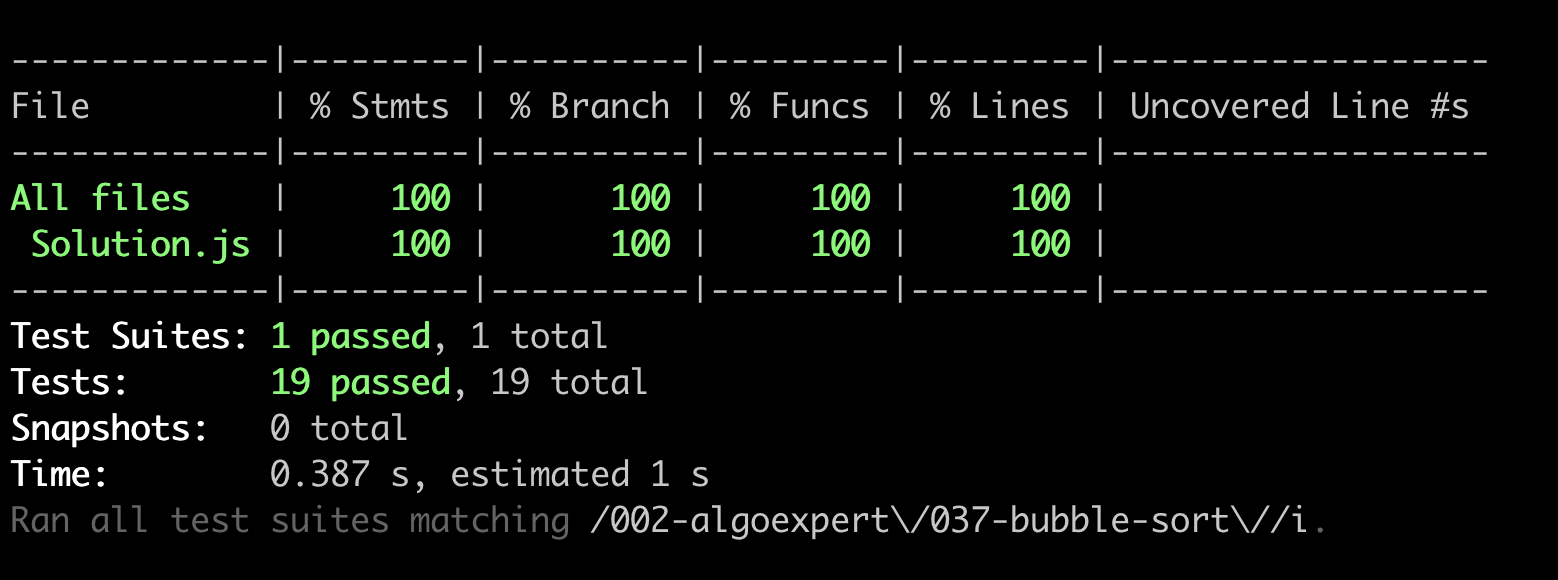 -------------|---------|----------|---------|---------|-------------------
File         | % Stmts | % Branch | % Funcs | % Lines | Uncovered Line #s
-------------|---------|----------|---------|---------|-------------------
All files    |     100 |      100 |     100 |     100 |
 Solution.js |     100 |      100 |     100 |     100 |
-------------|---------|----------|---------|---------|-------------------
Test Suites: 1 passed, 1 total
Tests:       19 passed, 19 total
Snapshots:   0 total
Time:        0.387 s, estimated 1 s
Ran all test suites matching /002-algoexpert\/037-bubble-sort\//i.